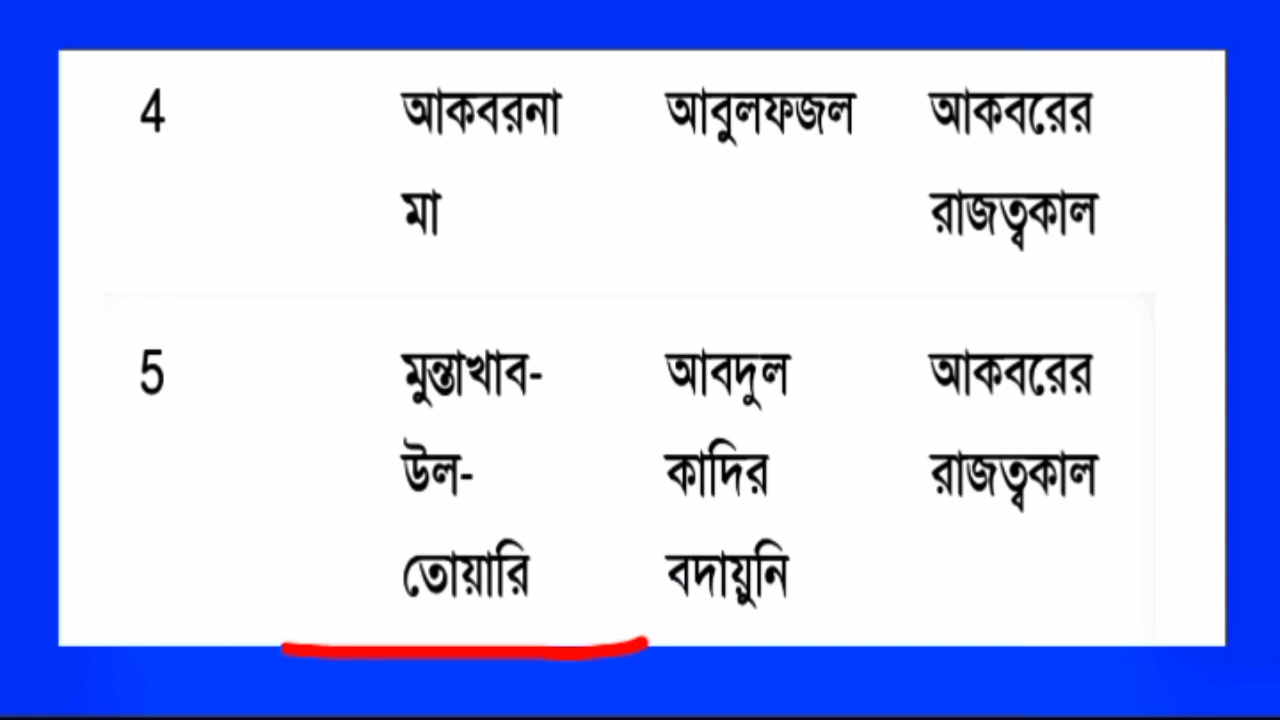 4 আকবরনা আবুলফজল আকবরের
মা রাজত্বকাল
5 মুন্তাখাব- আবদুল আকবরের
উল- কাদির রাজত্বকাল
তোয়ারি বদায়ুনি